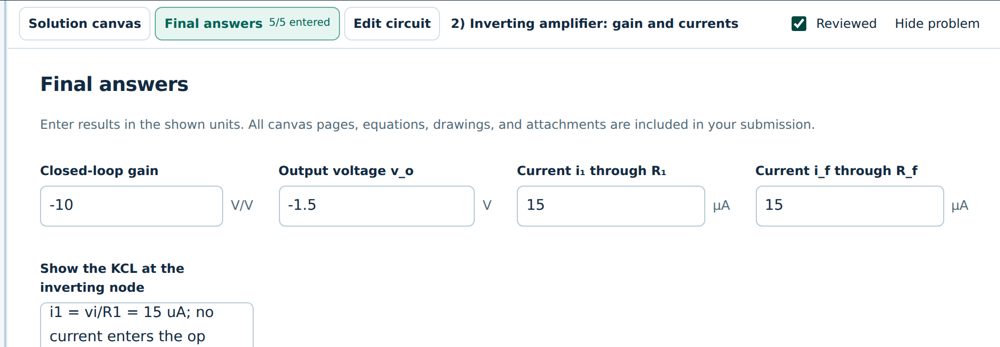 Solution canvas Final answers 5/5 entered Edit circuit 2) Inverting amplifier: gain and currents Reviewed Hide problem
Final answers
Enter results in the shown units. All canvas pages, equations, drawings, and attachments are included in your submission.
Closed-loop gain Output voltage v_o Current i₁ through R₁ Current i_f through R_f
-10 V/V -1.5 V 15 µA 15 µA
Show the KCL at the
inverting node
i1 = vi/R1 = 15 uA; no
current enters the op